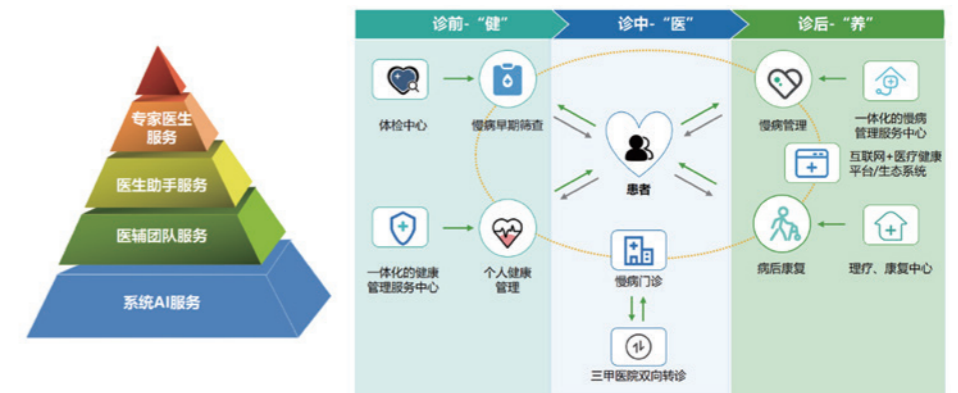 专家医生
服务
医生助手服务
医辅团队服务
系统AI服务
诊前-“健”
诊中-“医”
诊后-“养”
体检中心
慢病早期筛查
一体化的健康
管理服务中心
个人健康
管理
患者
慢病门诊
三甲医院双向转诊
慢病管理
一体化的慢病
管理服务中心
互联网+医疗健康
平台/生态系统
病后康复
理疗、康复中心